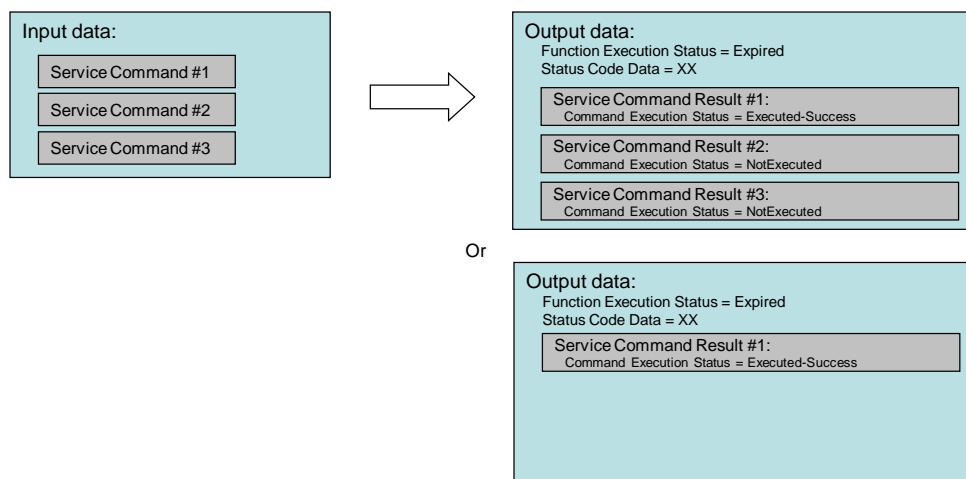 Input data:
Service Command #1
Service Command #2
Service Command #3
Output data:
Function Execution Status = Expired
Status Code Data = XX
Service Command Result #1:
Command Execution Status = Executed-Success
Service Command Result #2:
Command Execution Status = NotExecuted
Service Command Result #3:
Command Execution Status = NotExecuted
Or
Output data:
Function Execution Status = Expired
Status Code Data = XX
Service Command Result #1:
Command Execution Status = Executed-Success